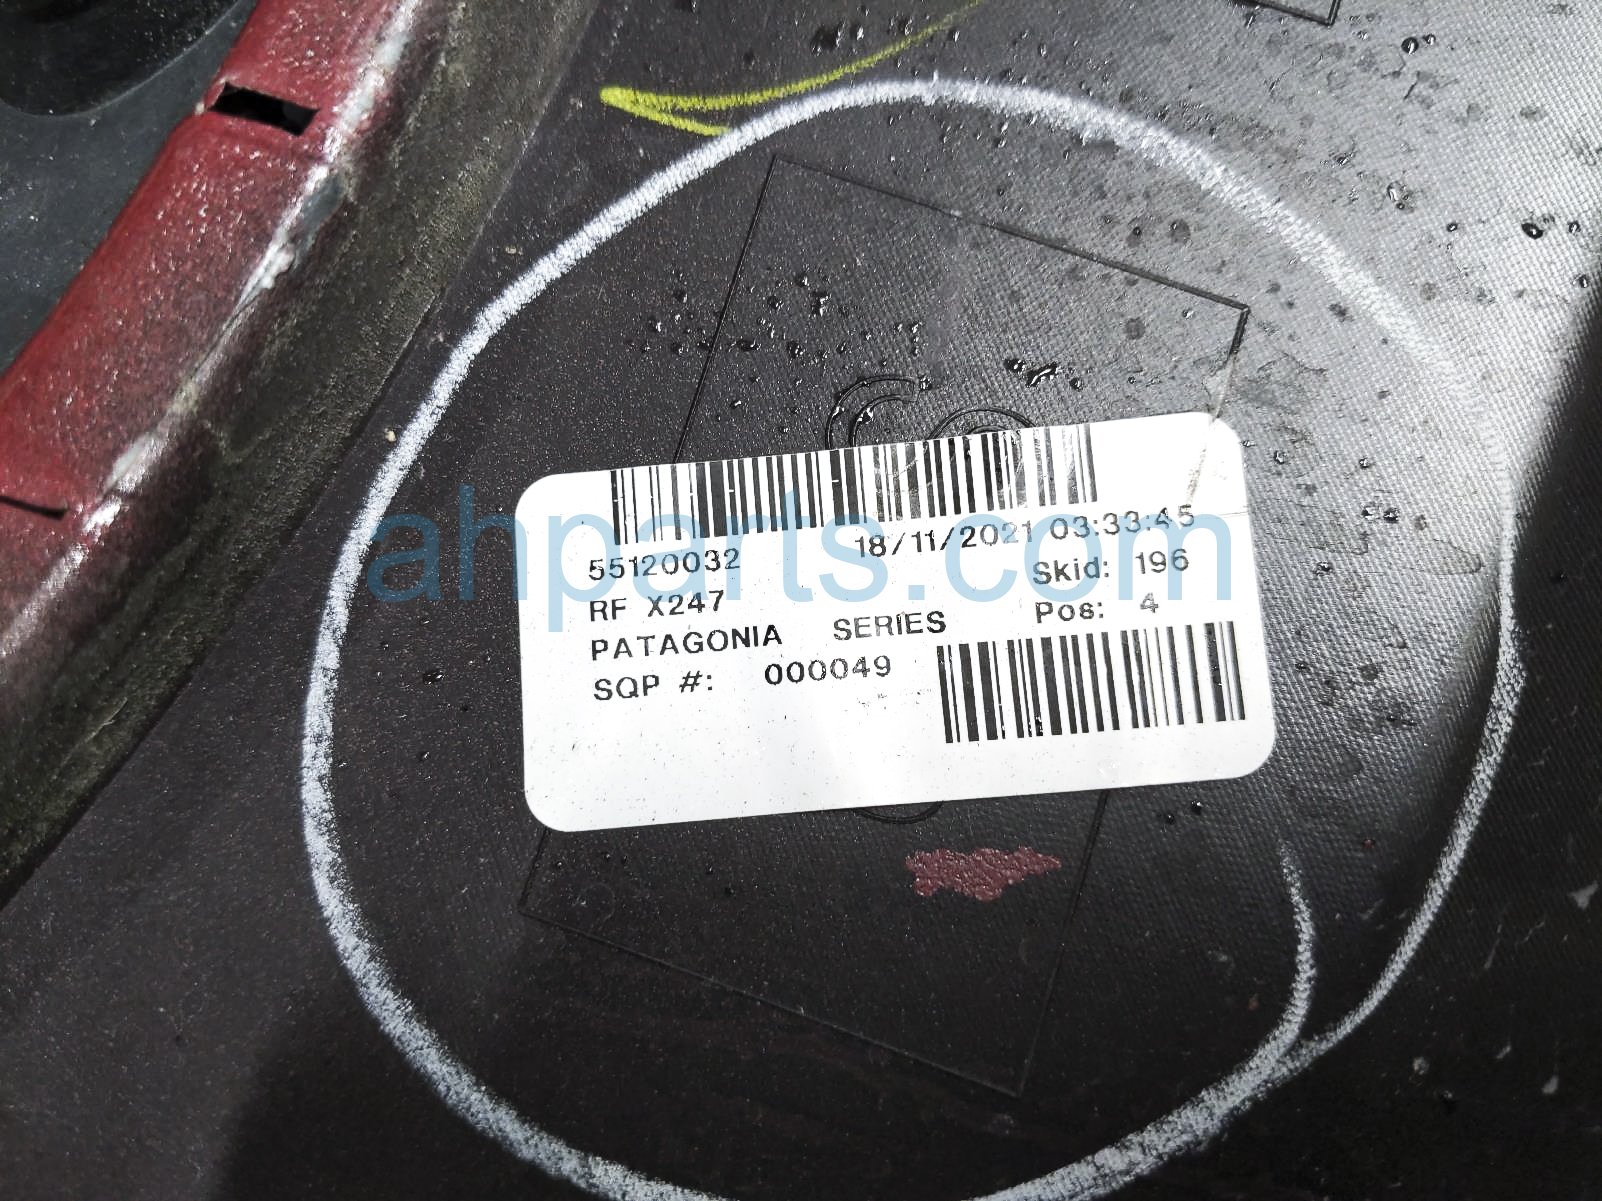 55120032 18/11/2021 03:33:45
RF X247 Skid: 196
PATAGONIA SERIES Pos: 4
SQP #: 000049
ahparts.com